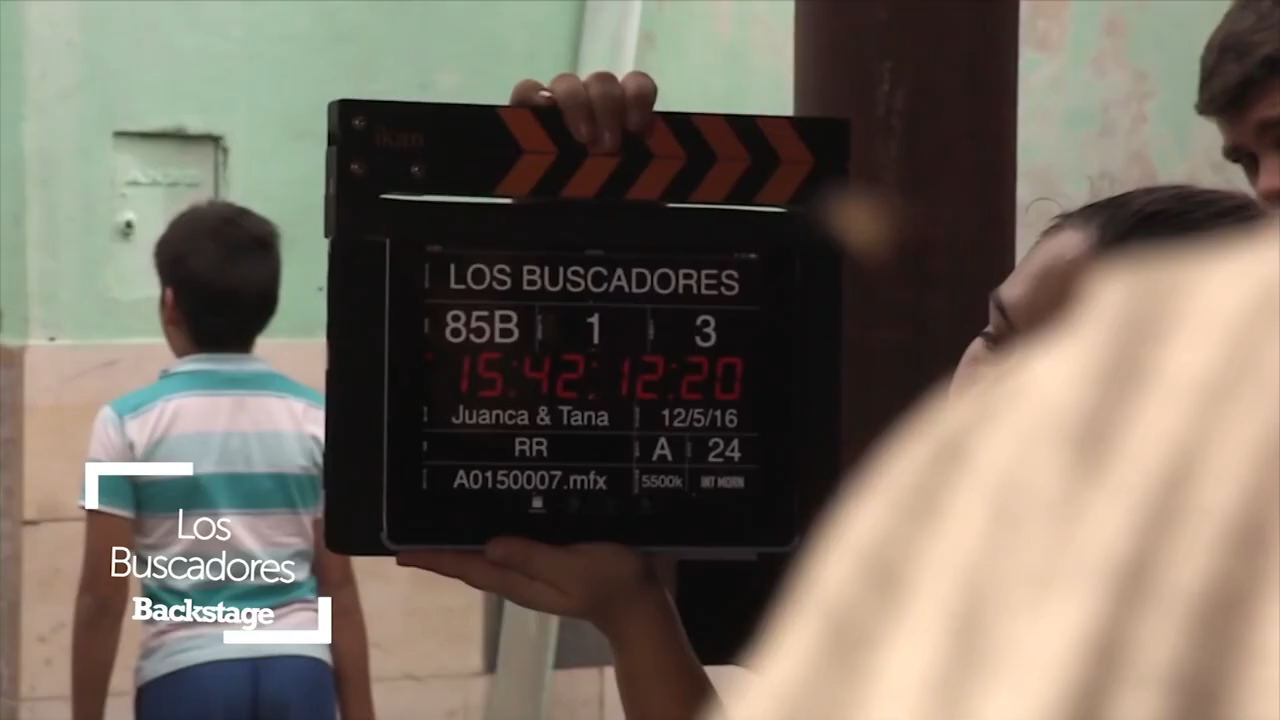 ikan
LOS BUSCADORES
85B 1 3
15:42:12:20
Juanca & Tana 12/5/16
RR A 24
A0150007.mfx 5500k INT MORN
Los
Buscadores
Backstage